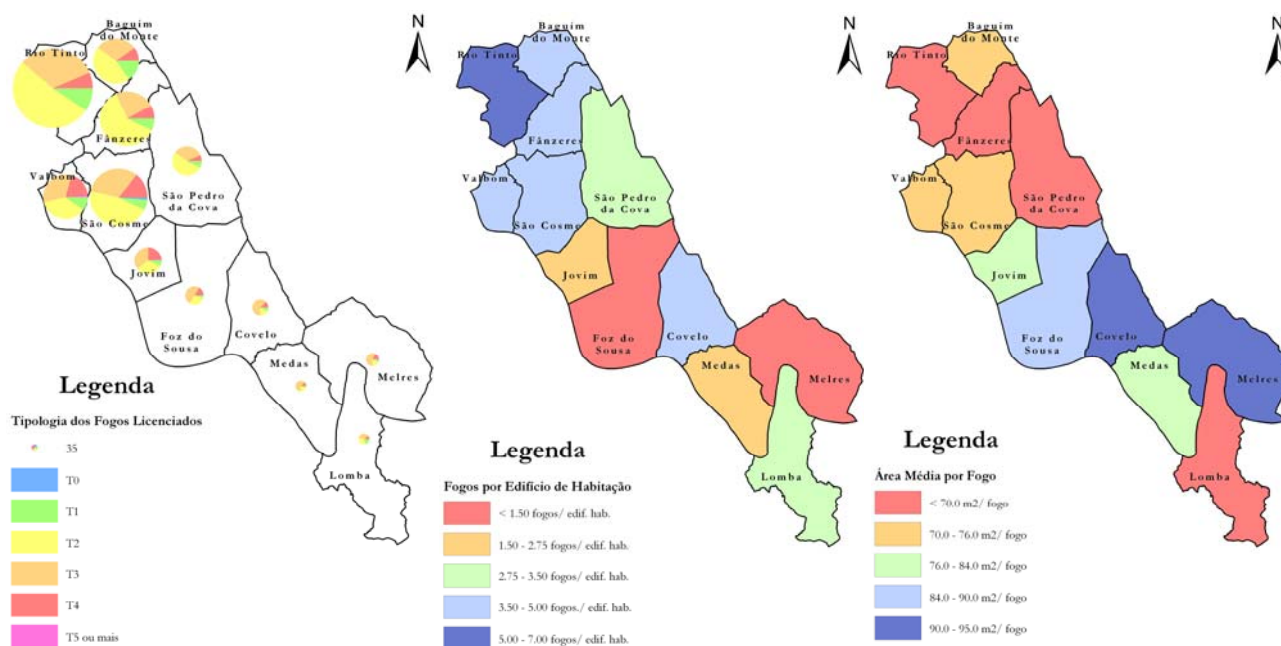 N
Baguim
do Monte
Rio Tinto
Fânzeres
Valbom
São Pedro
da Cova
São Cosme
Jovim
Foz do
Sousa
Covelo
Medas
Melres
Lomba
Legenda
Tipologia dos Fogos Licenciados
35
T0
T1
T2
T3
T4
T5 ou mais
N
Baguim
do Monte
Rio Tinto
Fânzeres
Valbom
São Pedro
da Cova
São Cosme
Jovim
Foz do
Sousa
Covelo
Medas
Melres
Lomba
Legenda
Fogos por Edifício de Habitação
< 1.50 fogos/ edif. hab.
1.50 - 2.75 fogos/ edif. hab.
2.75 - 3.50 fogos/ edif. hab.
3.50 - 5.00 fogos./ edif. hab.
5.00 - 7.00 fogos/ edif. hab.
N
Baguim
do Monte
Rio Tinto
Fânzeres
Valbom
São Pedro
da Cova
São Cosme
Jovim
Foz do
Sousa
Covelo
Medas
Melres
Lomba
Legenda
Área Média por Fogo
< 70.0 m2/ fogo
70.0 - 76.0 m2/ fogo
76.0 - 84.0 m2/ fogo
84.0 - 90.0 m2/ fogo
90.0 - 95.0 m2/ fogo